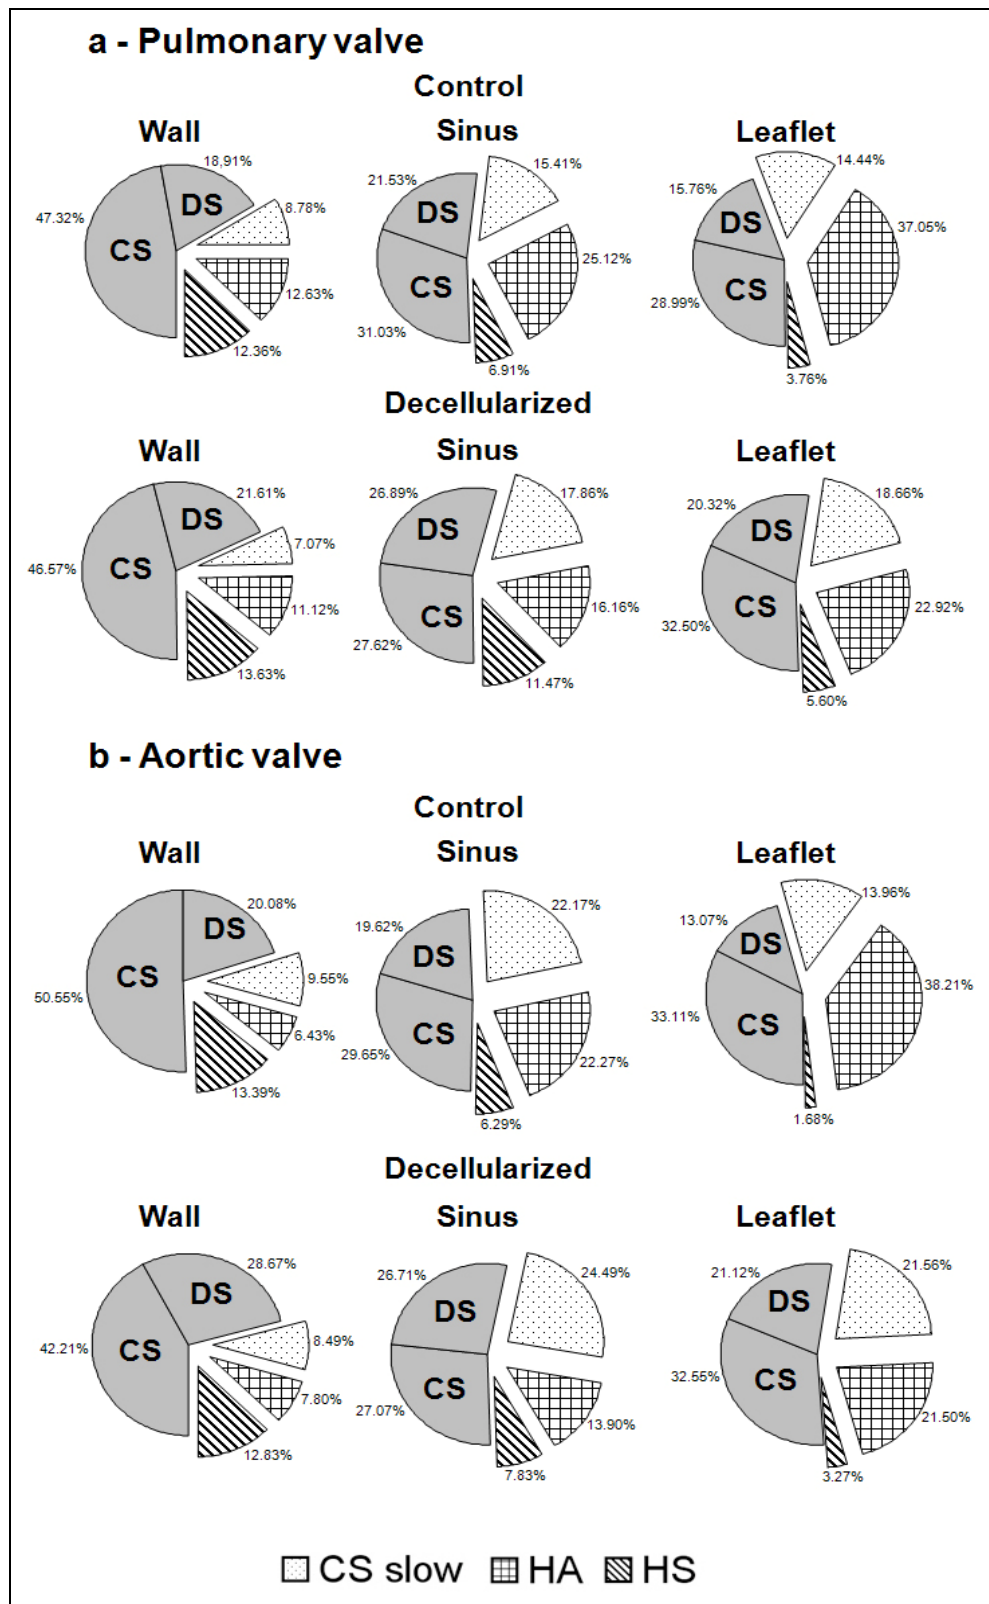 a - Pulmonary valve
Control
Wall Sinus Leaflet
18,91% 8.78% 12.63% 12.36% 47.32% DS CS
15.41% 25.12% 6.91% 31.03% 21.53% DS CS
14.44% 37.05% 3.76% 28.99% 15.76% DS CS
Decellularized
Wall Sinus Leaflet
21.61% 7.07% 11.12% 13.63% 46.57% DS CS
17.86% 16.16% 11.47% 27.62% 26.89% DS CS
18.66% 22.92% 5.60% 32.50% 20.32% DS CS
b - Aortic valve
Control
Wall Sinus Leaflet
20.08% 9.55% 6.43% 13.39% 50.55% DS CS
22.17% 22.27% 6.29% 29.65% 19.62% DS CS
13.96% 38.21% 1.68% 33.11% 13.07% DS CS
Decellularized
Wall Sinus Leaflet
28.67% 8.49% 7.80% 12.83% 42.21% DS CS
24.49% 13.90% 7.83% 27.07% 26.71% DS CS
21.56% 21.50% 3.27% 32.55% 21.12% DS CS
CS slow HA HS